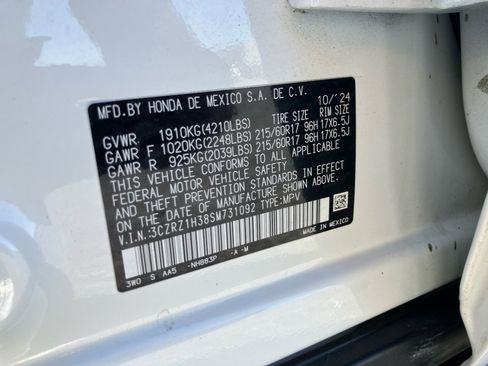 MFD.BY HONDA DE MEXICO S.A. DE C.V. 10/'24
GVWR 1910KG(4210LBS) TIRE SIZE RIM SIZE
GAWR F 1020KG(2248LBS) 215/60R17 96H 17X6.5J
GAWR R 925KG(2039LBS) 215/60R17 96H 17X6.5J
THIS VEHICLE CONFORMS TO ALL APPLICABLE
FEDERAL MOTOR VEHICLE SAFETY, BUMPER,
AND THEFT PREVENTION STANDARDS IN EFFECT
ON THE DATE OF MANUFACTURE SHOWN ABOVE.
V.I.N.:3CZRZ1H38SM731092 TYPE:MPV
3W0 S AA5 -NH883P -A-M MADE IN MEXICO